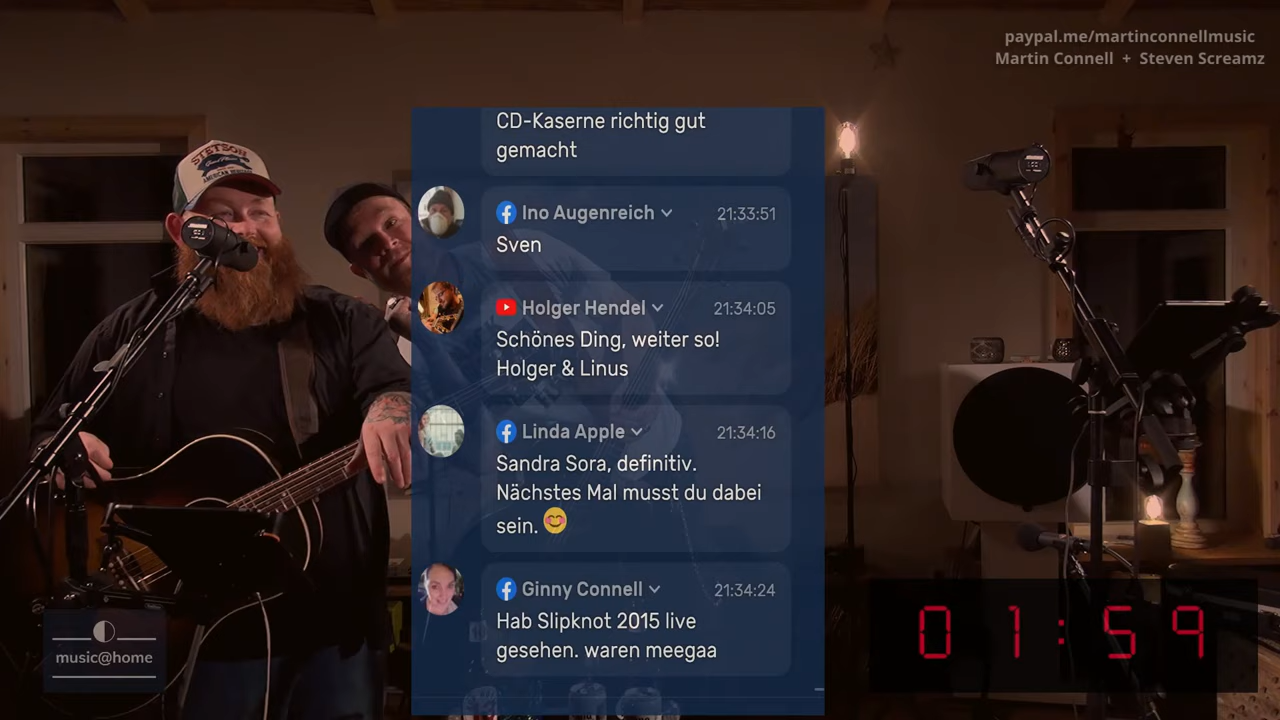 paypal.me/martinconnellmusic
Martin Connell + Steven Screamz
CD-Kaserne richtig gut
gemacht
Ino Augenreich 21:33:51
Sven
Holger Hendel 21:34:05
Schönes Ding, weiter so!
Holger & Linus
Linda Apple 21:34:16
Sandra Sora, definitiv.
Nächstes Mal musst du dabei
sein. 😊
Ginny Connell 21:34:24
Hab Slipknot 2015 live
gesehen. waren meegaa
STETSON
music@home
01:59